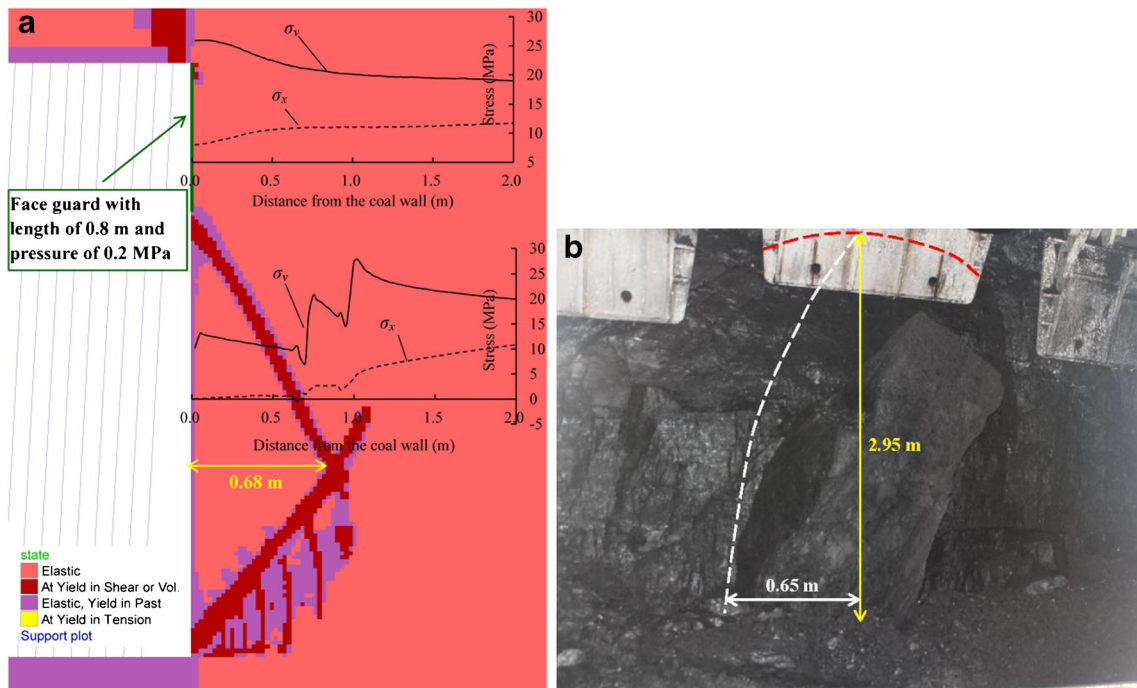 a
30
25
20
15
10
5
Stress (MPa)
σv
σx
0.0 0.5 1.0 1.5 2.0
Distance from the coal wall (m)
Face guard with
length of 0.8 m and
pressure of 0.2 MPa
30
20
10
0
-5
Stress (MPa)
σv
σx
0.0 0.5 1.0 1.5 2.0
Distance from the coal wall (m)
0.68 m
state
Elastic
At Yield in Shear or Vol.
Elastic, Yield in Past
At Yield in Tension
Support plot
b
2.95 m
0.65 m